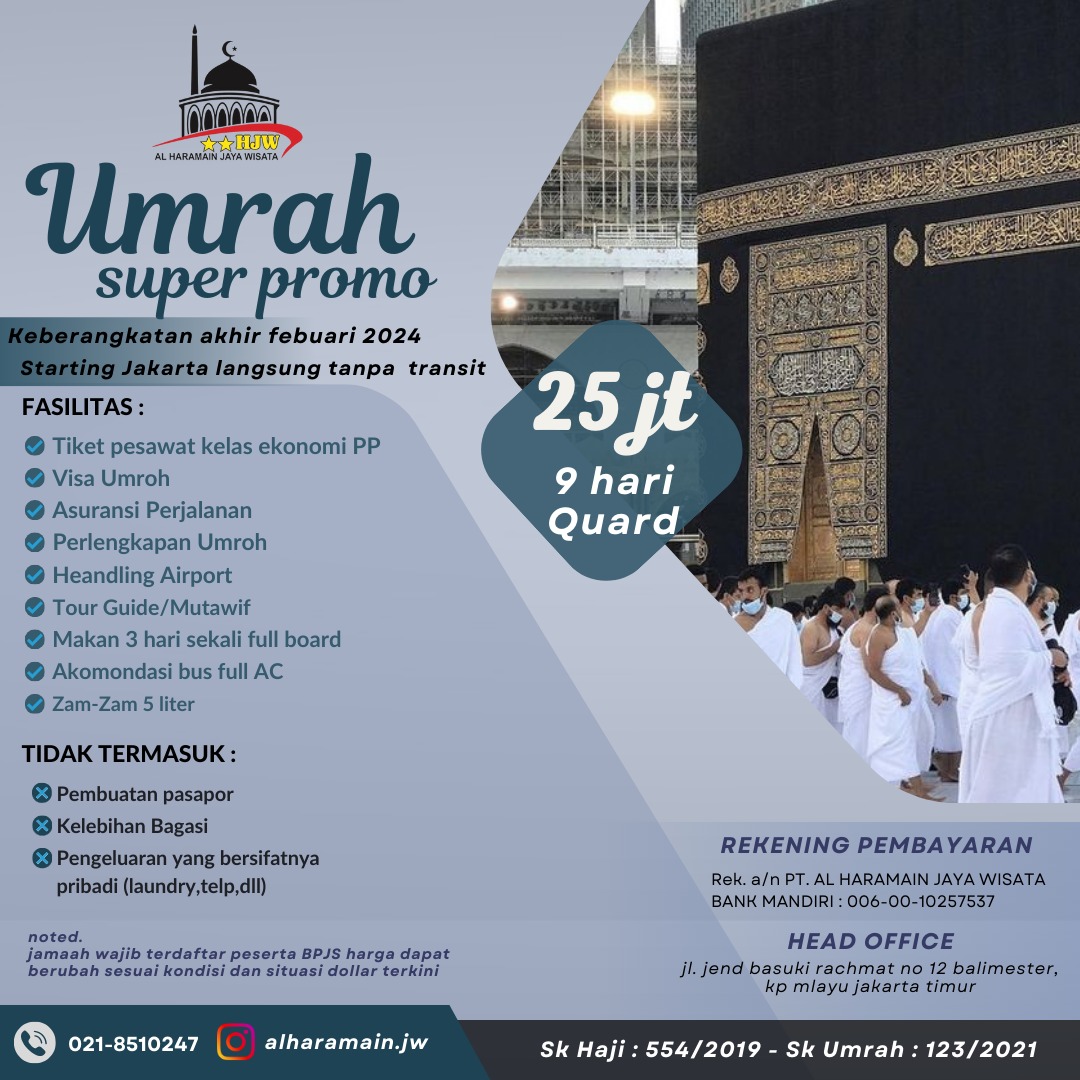 HJW
AL HARAMAIN JAYA WISATA
Umrah
super promo
Keberangkatan akhir febuari 2024
Starting Jakarta langsung tanpa transit
25 jt
9 hari
Quard
FASILITAS :
Tiket pesawat kelas ekonomi PP
Visa Umroh
Asuransi Perjalanan
Perlengkapan Umroh
Heandling Airport
Tour Guide/Mutawif
Makan 3 hari sekali full board
Akomondasi bus full AC
Zam-Zam 5 liter
TIDAK TERMASUK :
Pembuatan pasapor
Kelebihan Bagasi
Pengeluaran yang bersifatnya
pribadi (laundry,telp,dll)
noted.
jamaah wajib terdaftar peserta BPJS harga dapat
berubah sesuai kondisi dan situasi dollar terkini
REKENING PEMBAYARAN
Rek. a/n PT. AL HARAMAIN JAYA WISATA
BANK MANDIRI : 006-00-10257537
HEAD OFFICE
jl. jend basuki rachmat no 12 balimester,
kp mlayu jakarta timur
021-8510247
alharamain.jw
Sk Haji : 554/2019 - Sk Umrah : 123/2021